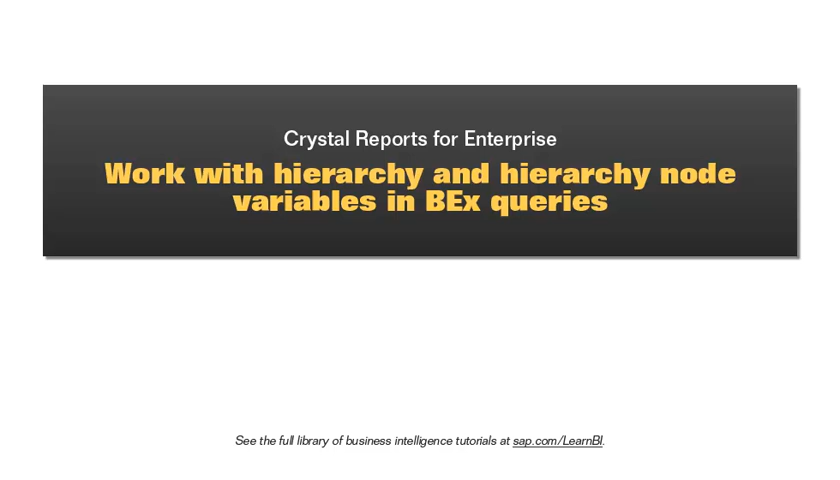 Crystal Reports for Enterprise
Work with hierarchy and hierarchy node
variables in BEx queries
See the full library of business intelligence tutorials at sap.com/LearnBI.